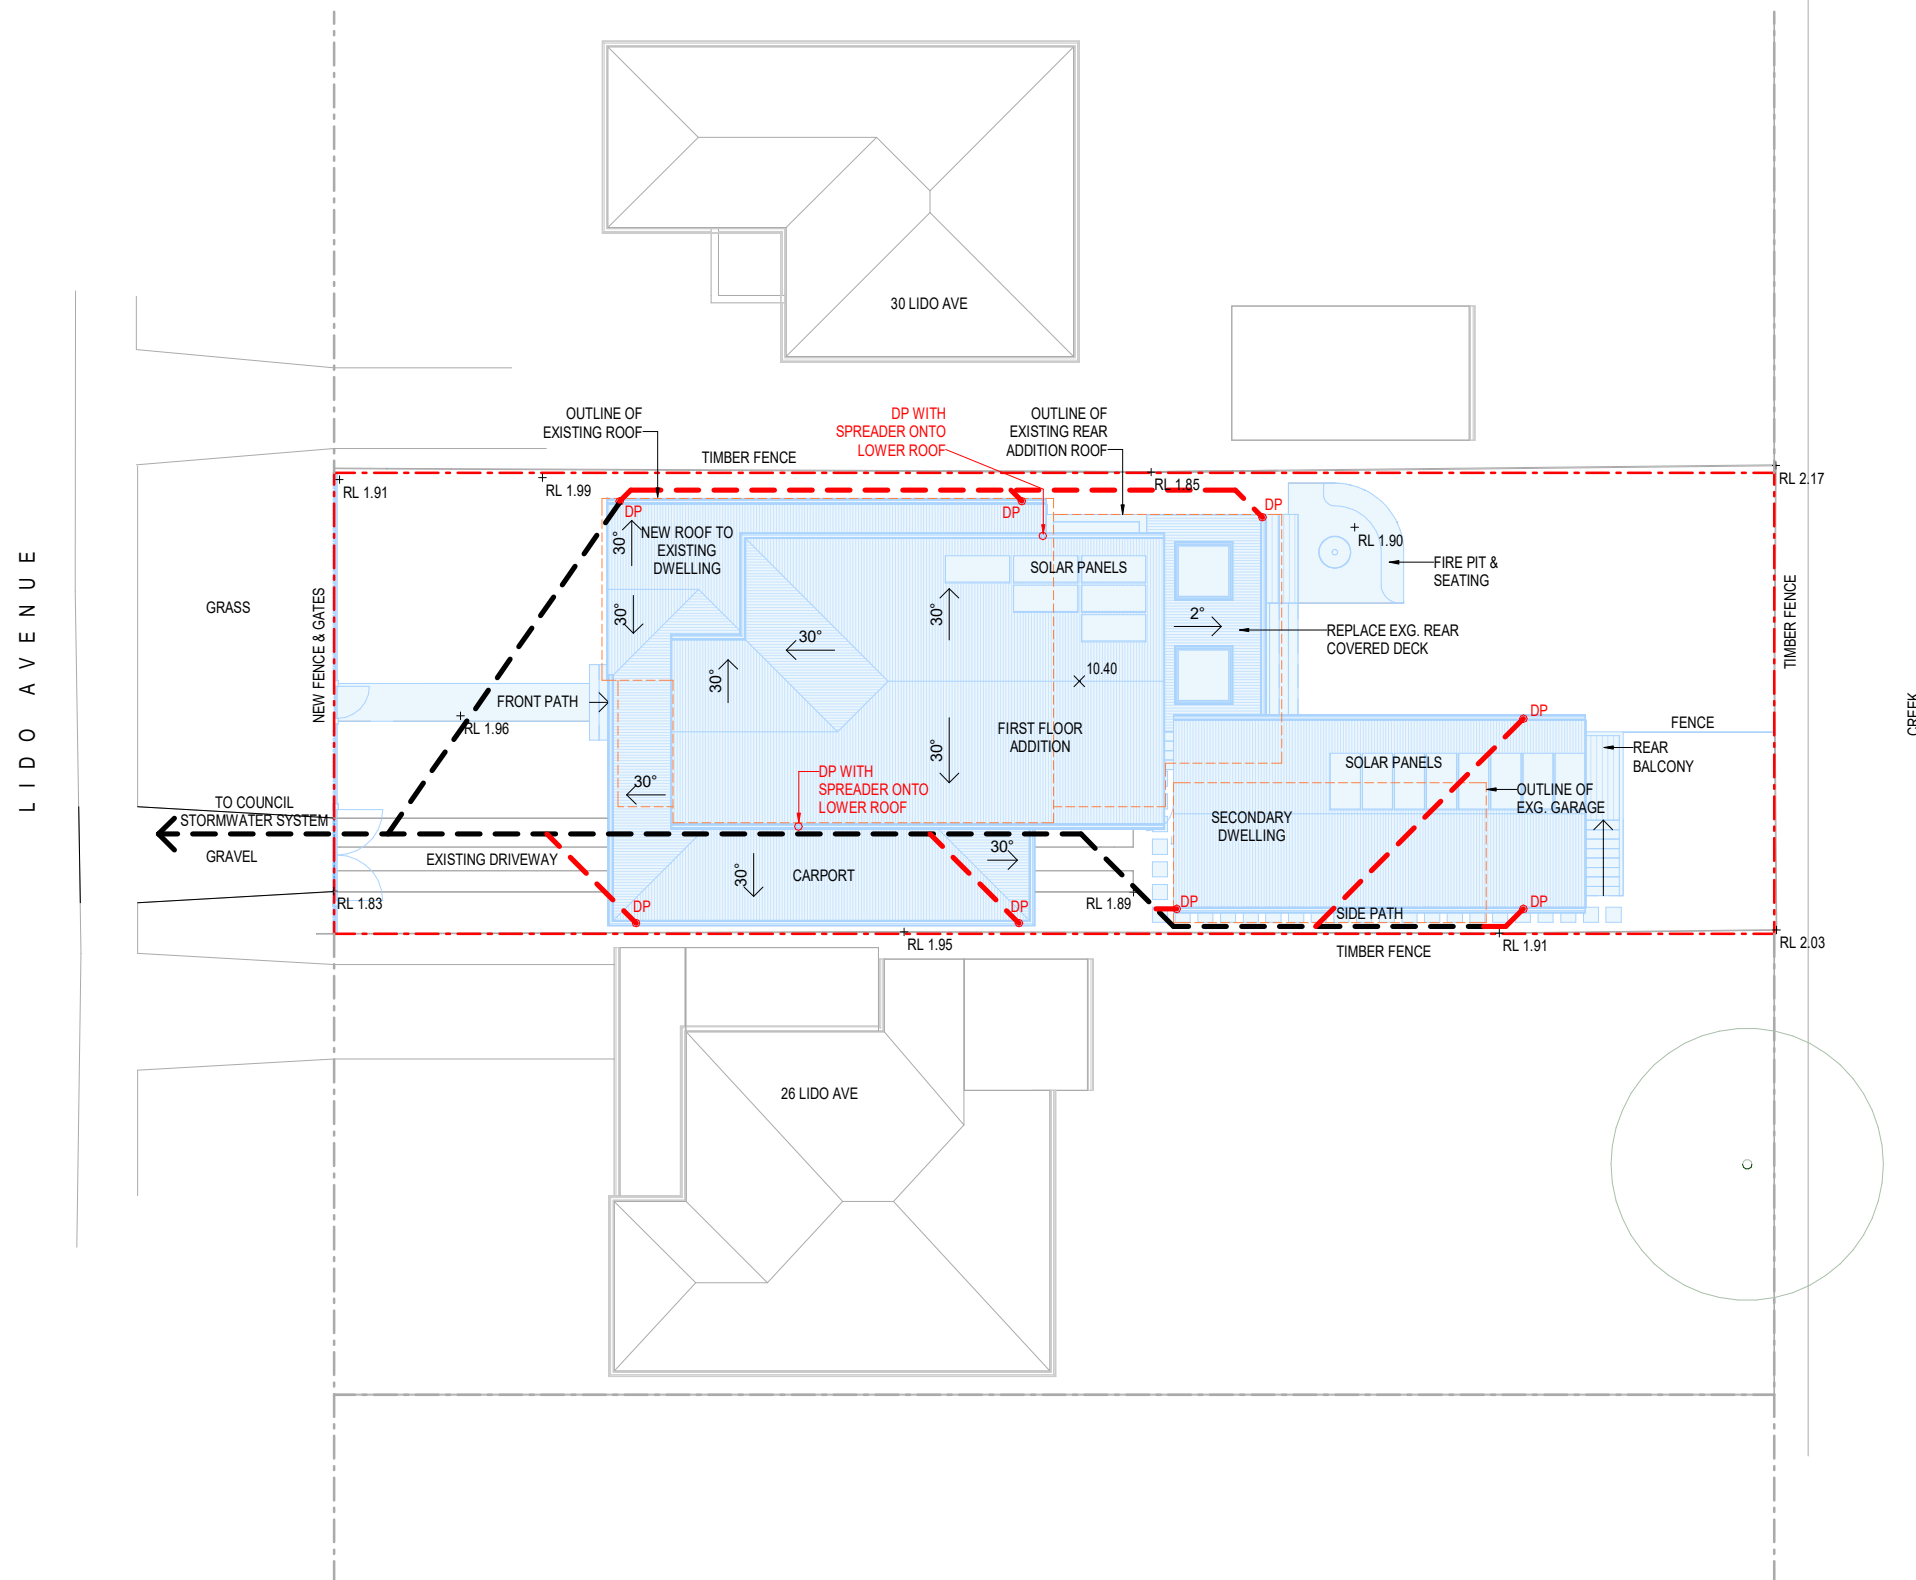 30 LIDO AVE
OUTLINE OF
EXISTING ROOF
DP WITH
SPREADER ONTO
LOWER ROOF
OUTLINE OF
EXISTING REAR
ADDITION ROOF
TIMBER FENCE
RL 1.91
RL 1.99
RL 1.85
RL 2.17
DP
DP
DP
30°
NEW ROOF TO
EXISTING
DWELLING
RL 1.90
SOLAR PANELS
FIRE PIT &
SEATING
LIDO AVENUE
GRASS
NEW FENCE & GATES
30°
30°
30°
2°
REPLACE EXG. REAR
COVERED DECK
TIMBER FENCE
CREEK
10.40
30°
FRONT PATH
RL 1.96
FIRST FLOOR
ADDITION
30°
DP
FENCE
REAR
BALCONY
SOLAR PANELS
30°
DP WITH
SPREADER ONTO
LOWER ROOF
OUTLINE OF
EXG. GARAGE
TO COUNCIL
STORMWATER SYSTEM
SECONDARY
DWELLING
GRAVEL
EXISTING DRIVEWAY
30°
30°
CARPORT
RL 1.83
DP
DP
RL 1.89
DP
DP
SIDE PATH
RL 1.95
TIMBER FENCE
RL 1.91
RL 2.03
26 LIDO AVE